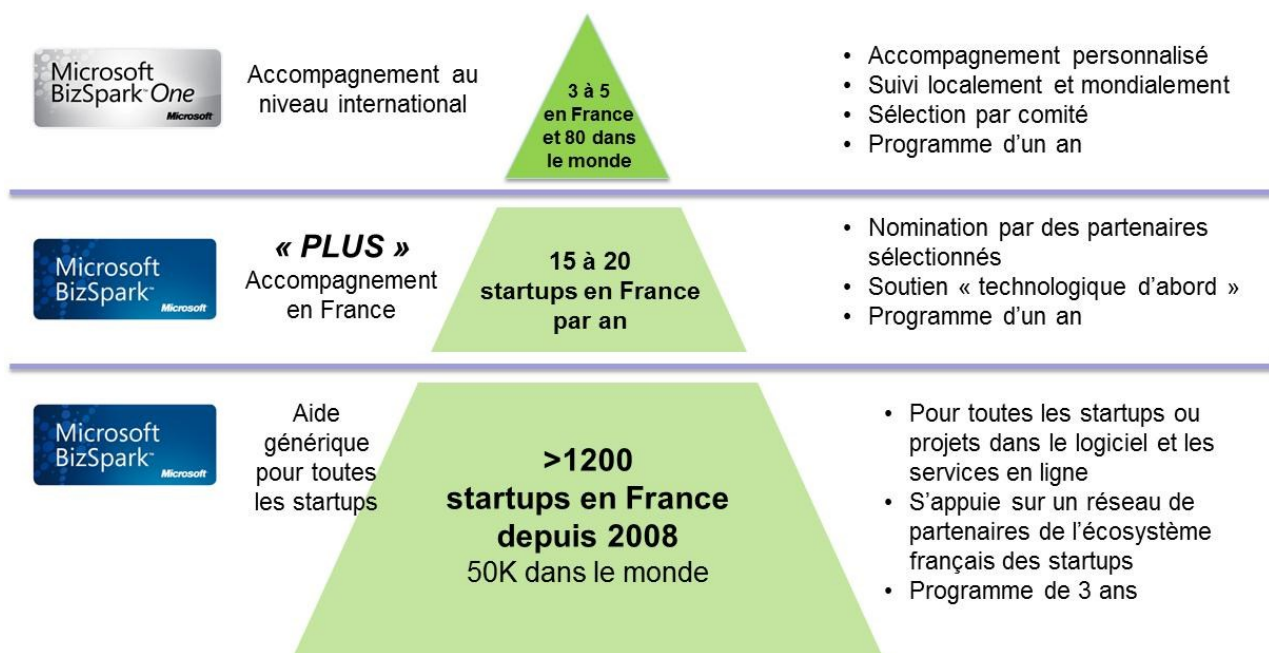 Microsoft
BizSpark™ One
Microsoft
Accompagnement au
niveau international
3 à 5
en France
et 80 dans
le monde
• Accompagnement personnalisé
• Suivi localement et mondialement
• Sélection par comité
• Programme d’un an
Microsoft
BizSpark™
Microsoft
« PLUS »
Accompagnement
en France
15 à 20
startups en France
par an
• Nomination par des partenaires
sélectionnés
• Soutien « technologique d’abord »
• Programme d’un an
Microsoft
BizSpark™
Microsoft
Aide
générique
pour toutes
les startups
>1200
startups en France
depuis 2008
50K dans le monde
• Pour toutes les startups ou
projets dans le logiciel et les
services en ligne
• S’appuie sur un réseau de
partenaires de l’écosystème
français des startups
• Programme de 3 ans